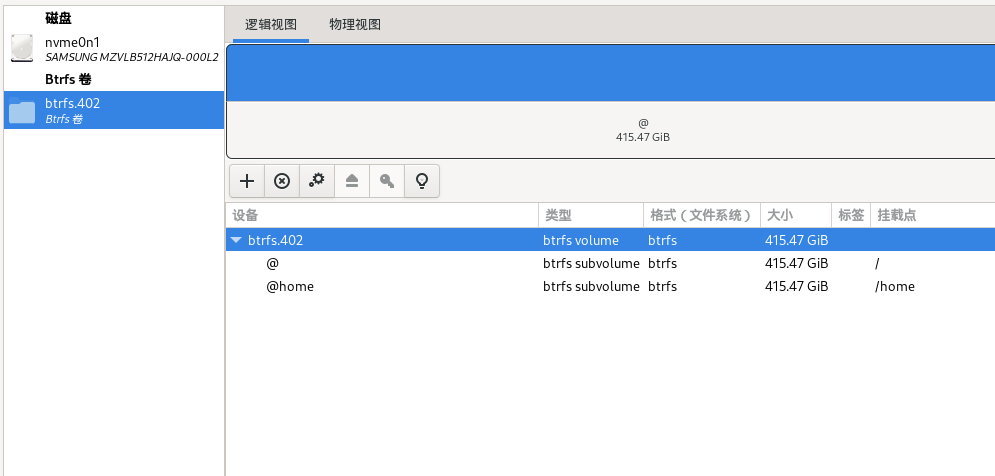 磁盘
nvme0n1
SAMSUNG MZVLB512HAJQ-000L2
Btrfs 卷
btrfs.402
Btrfs 卷
逻辑视图 物理视图
@
415.47 GiB
设备 类型 格式（文件系统） 大小 标签 挂载点
btrfs.402 btrfs volume btrfs 415.47 GiB
@ btrfs subvolume btrfs 415.47 GiB /
@home btrfs subvolume btrfs 415.47 GiB /home